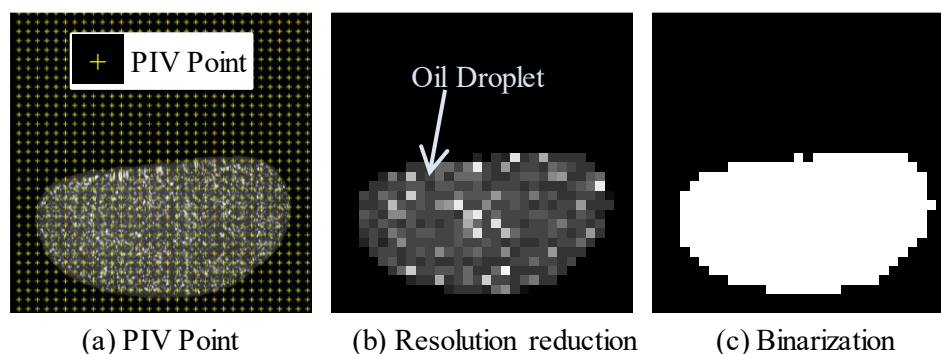 PIV Point
Oil Droplet
(a) PIV Point
(b) Resolution reduction
(c) Binarization